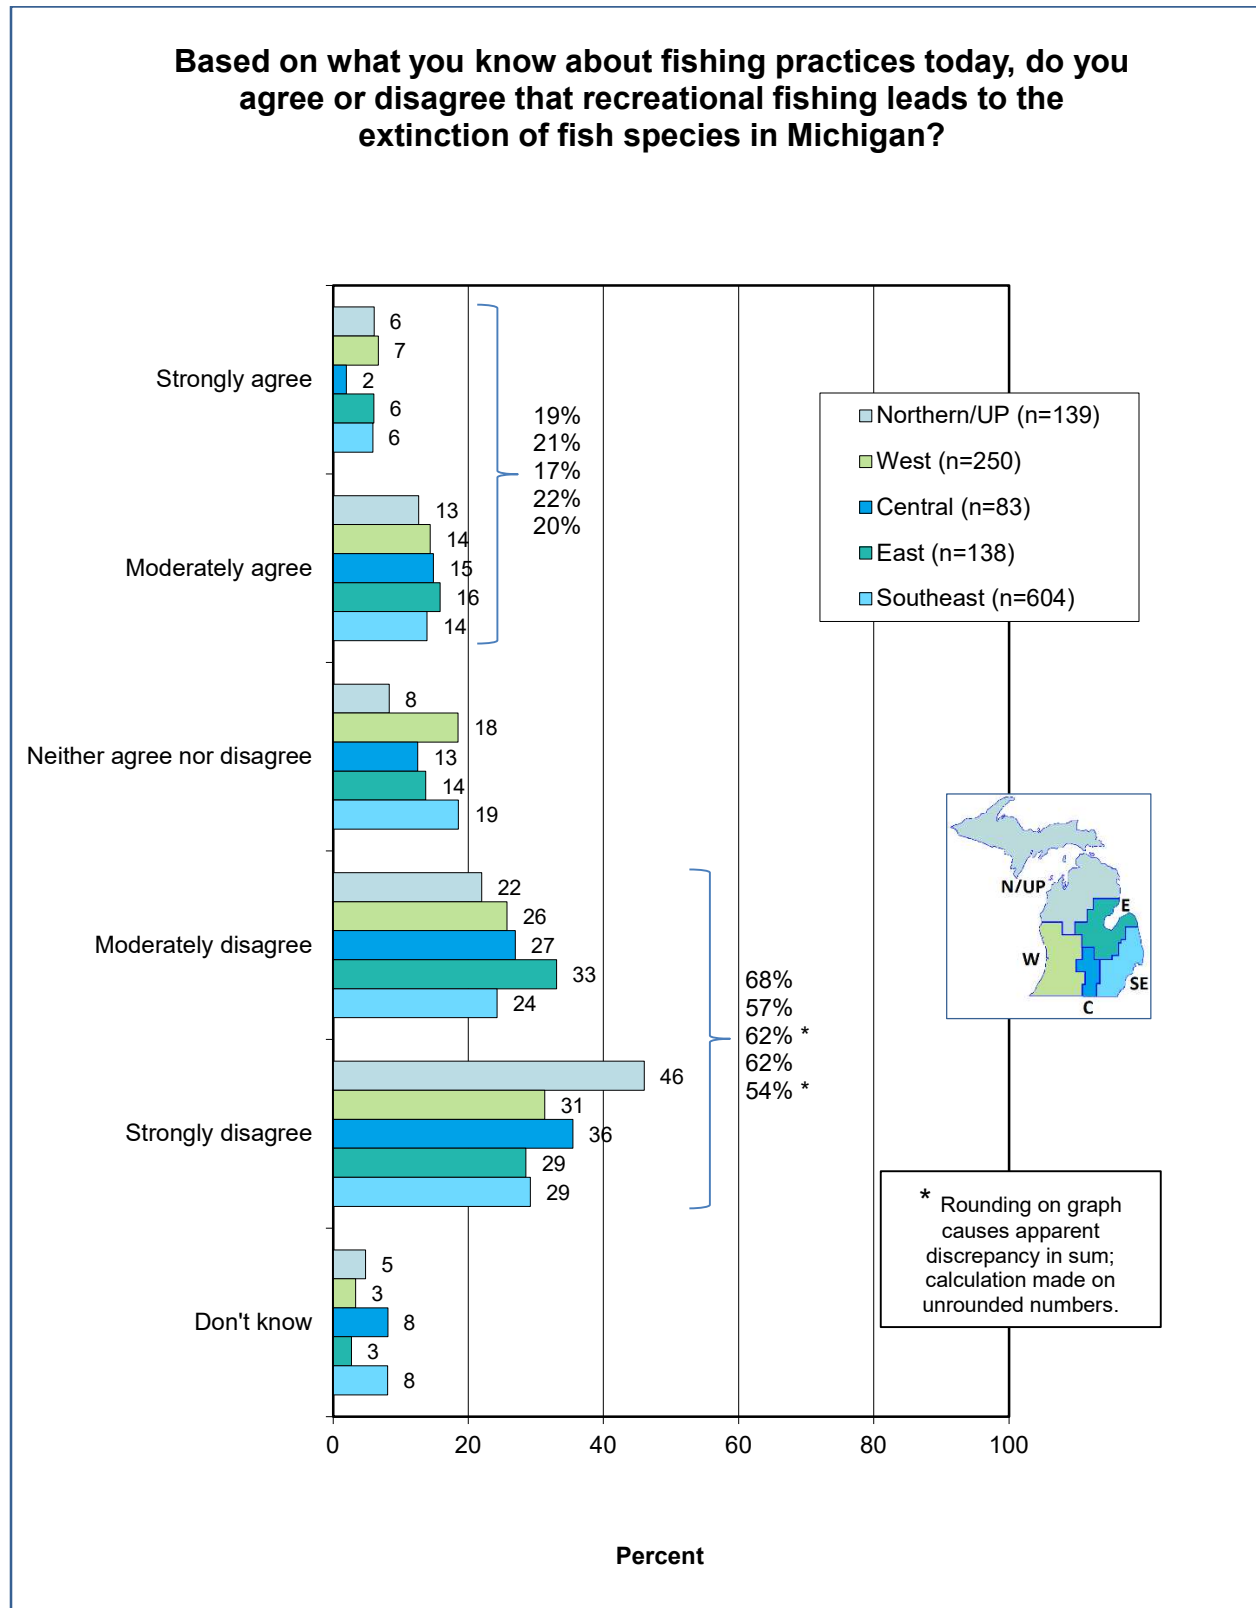 Based on what you know about fishing practices today, do you
agree or disagree that recreational fishing leads to the
extinction of fish species in Michigan?
Strongly agree
6
7
2
6
6
Moderately agree
13
14
15
16
14
19%
21%
17%
22%
20%
Northern/UP (n=139)
West (n=250)
Central (n=83)
East (n=138)
Southeast (n=604)
Neither agree nor disagree
8
18
13
14
19
Moderately disagree
22
26
27
33
24
Strongly disagree
46
31
36
29
29
68%
57%
62% *
62%
54% *
N/UP
E
W
SE
C
Don't know
5
3
8
3
8
* Rounding on graph
causes apparent
discrepancy in sum;
calculation made on
unrounded numbers.
0 20 40 60 80 100
Percent